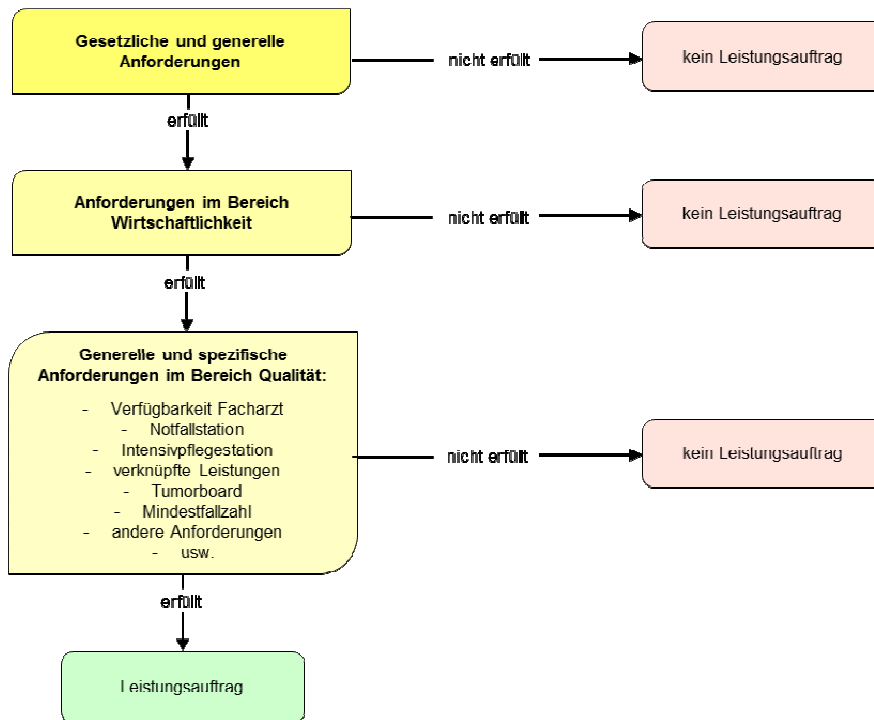 Gesetzliche und generelle
Anforderungen
nicht erfüllt
kein Leistungsauftrag
erfüllt
Anforderungen im Bereich
Wirtschaftlichkeit
nicht erfüllt
kein Leistungsauftrag
erfüllt
Generelle und spezifische
Anforderungen im Bereich Qualität:
- Verfügbarkeit Facharzt
- Notfallstation
- Intensivpflegestation
- verknüpfte Leistungen
- Tumorboard
- Mindestfallzahl
- andere Anforderungen
- usw.
nicht erfüllt
kein Leistungsauftrag
erfüllt
Leistungsauftrag